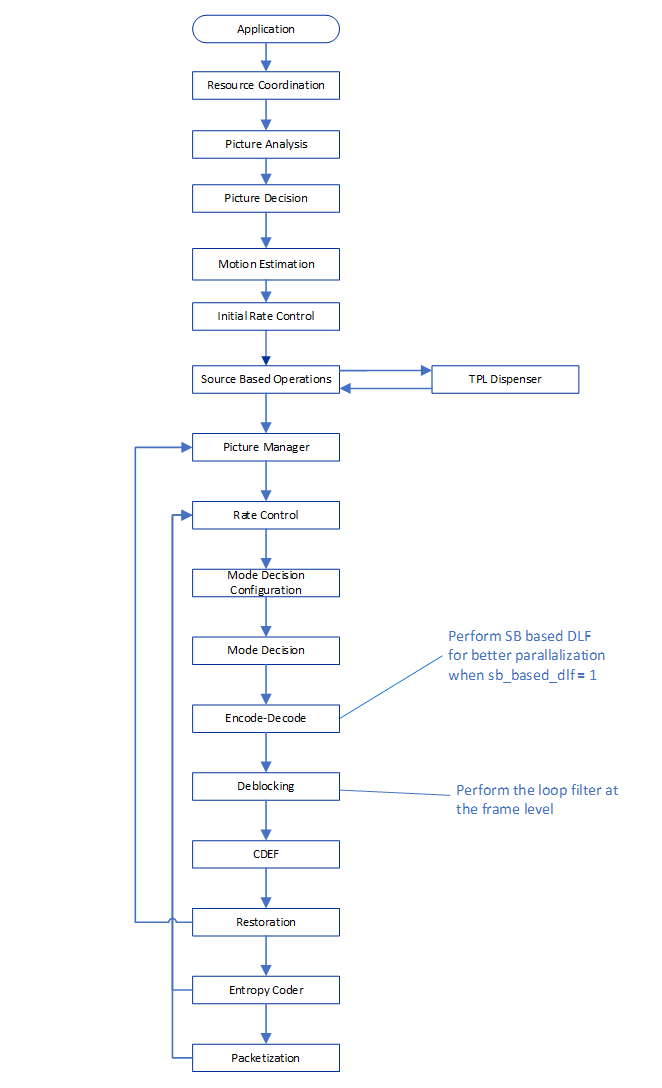 Application
Resource Coordination
Picture Analysis
Picture Decision
Motion Estimation
Initial Rate Control
Source Based Operations
TPL Dispenser
Picture Manager
Rate Control
Mode Decision
Configuration
Mode Decision
Perform SB based DLF
for better parallalization
when sb_based_dlf = 1
Encode-Decode
Deblocking
Perform the loop filter at
the frame level
CDEF
Restoration
Entropy Coder
Packetization